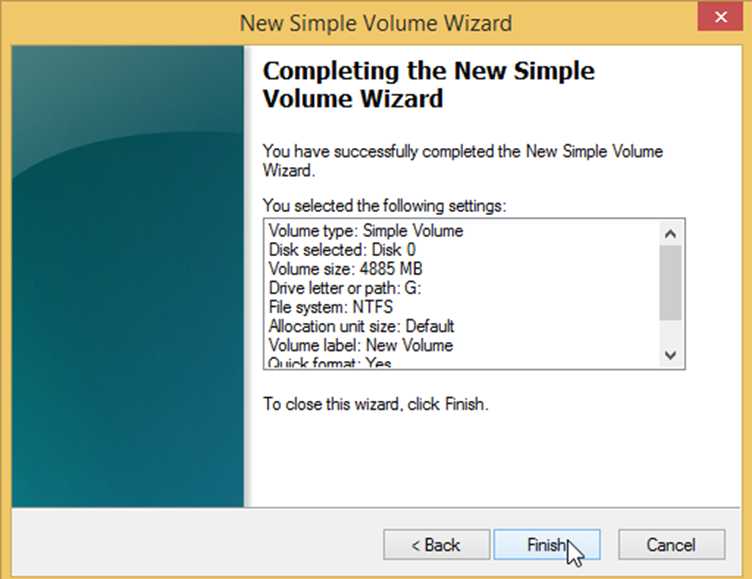 New Simple Volume Wizard
Completing the New Simple
Volume Wizard
You have successfully completed the New Simple Volume
Wizard.
You selected the following settings:
Volume type: Simple Volume
Disk selected: Disk 0
Volume size: 4885 MB
Drive letter or path: G:
File system: NTFS
Allocation unit size: Default
Volume label: New Volume
Quick format: Yes
To close this wizard, click Finish.
< Back
Finish
Cancel